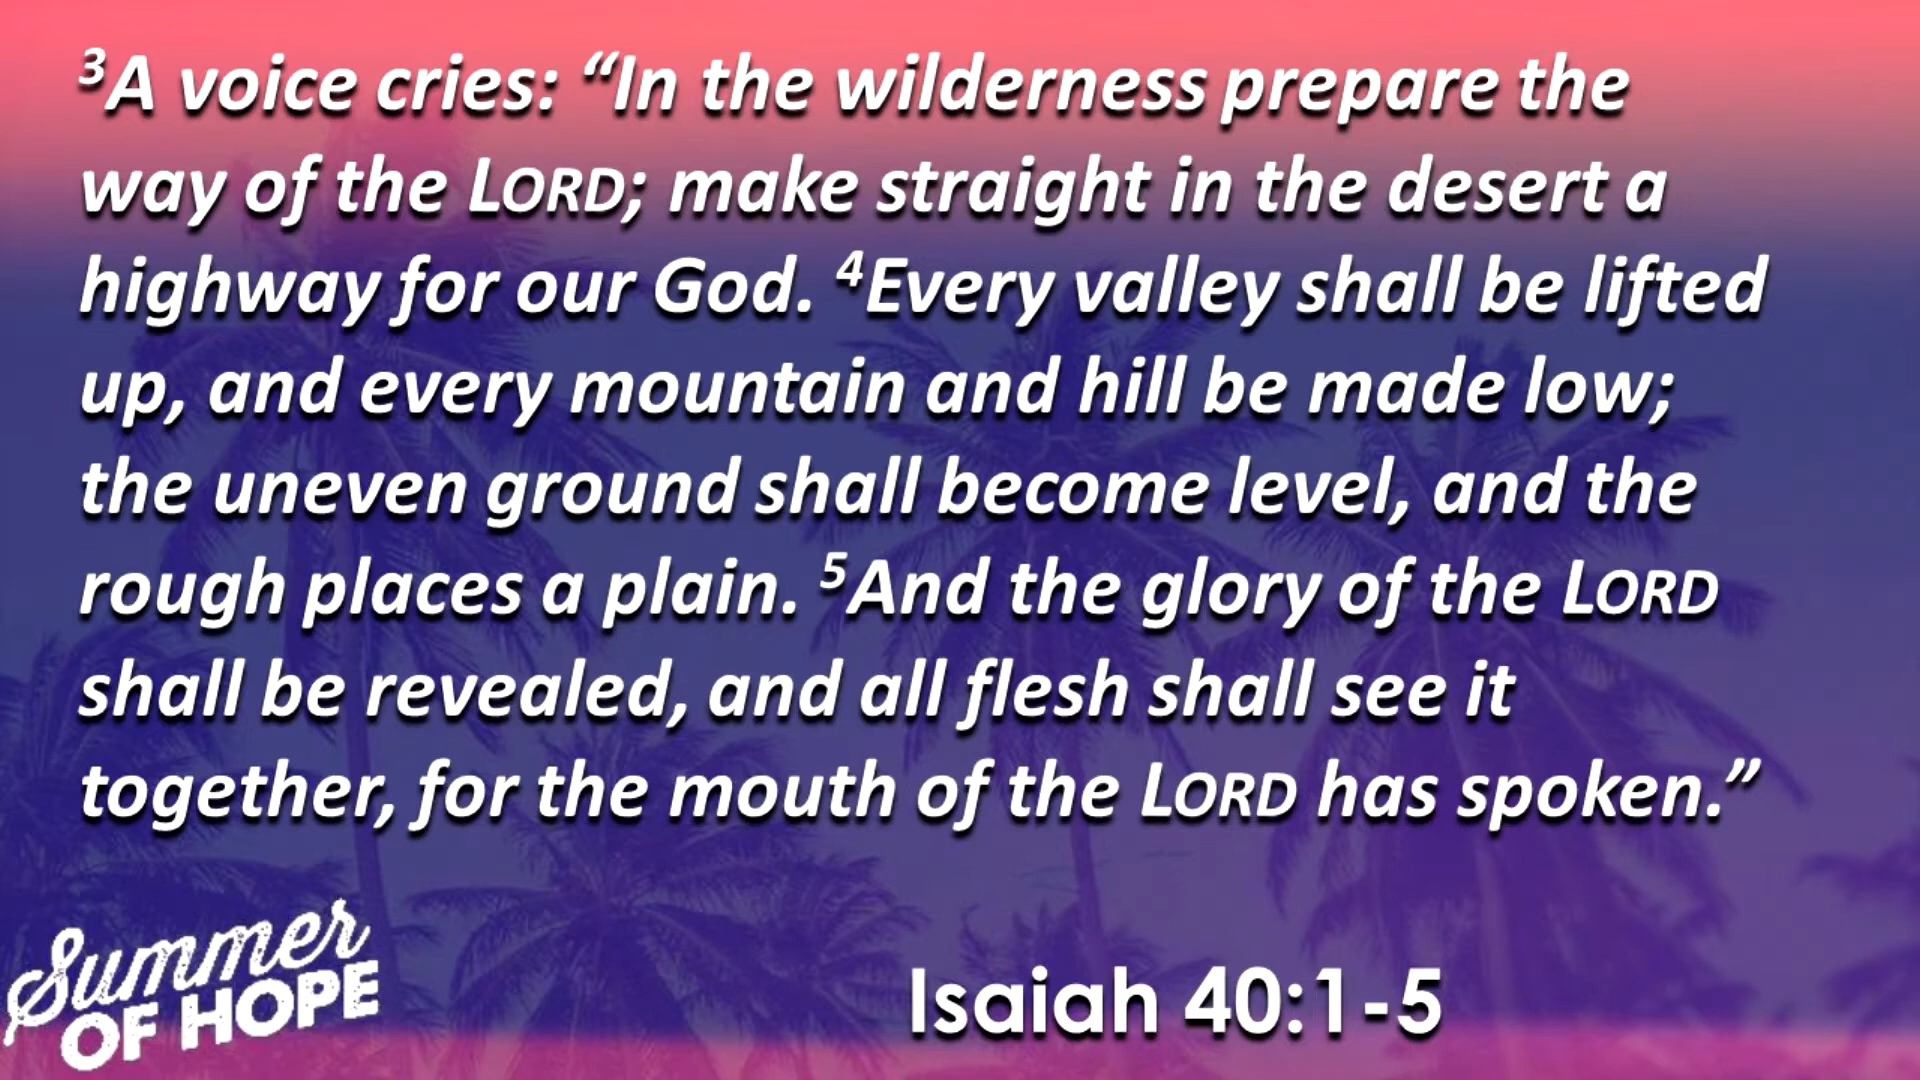 ³A voice cries: “In the wilderness prepare the
way of the LORD; make straight in the desert a
highway for our God. ⁴Every valley shall be lifted
up, and every mountain and hill be made low;
the uneven ground shall become level, and the
rough places a plain. ⁵And the glory of the LORD
shall be revealed, and all flesh shall see it
together, for the mouth of the LORD has spoken.”
Summer
OF HOPE
Isaiah 40:1-5